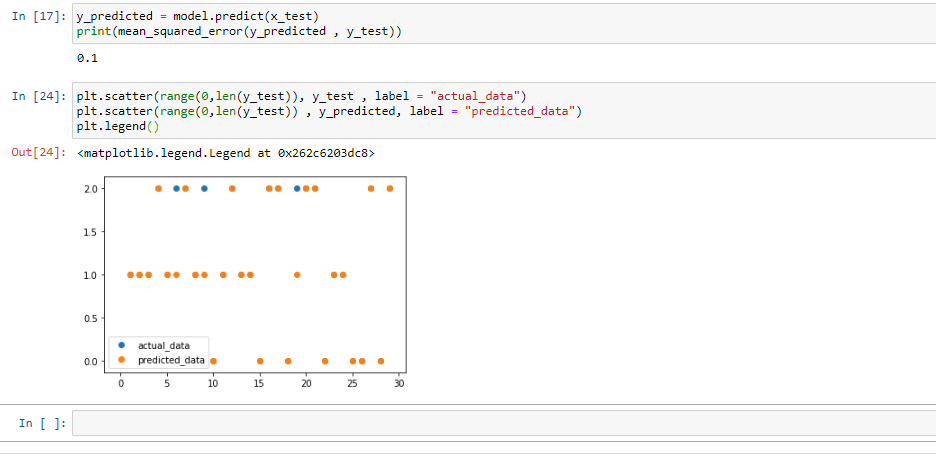 In [17]: y_predicted = model.predict(x_test)
print(mean_squared_error(y_predicted , y_test))
0.1
In [24]: plt.scatter(range(0,len(y_test)), y_test , label = "actual_data")
plt.scatter(range(0,len(y_test)) , y_predicted, label = "predicted_data")
plt.legend()
Out[24]: <matplotlib.legend.Legend at 0x262c6203dc8>
2.0
1.5
1.0
0.5
0.0
actual_data
predicted_data
0 5 10 15 20 25 30
In [ ]: